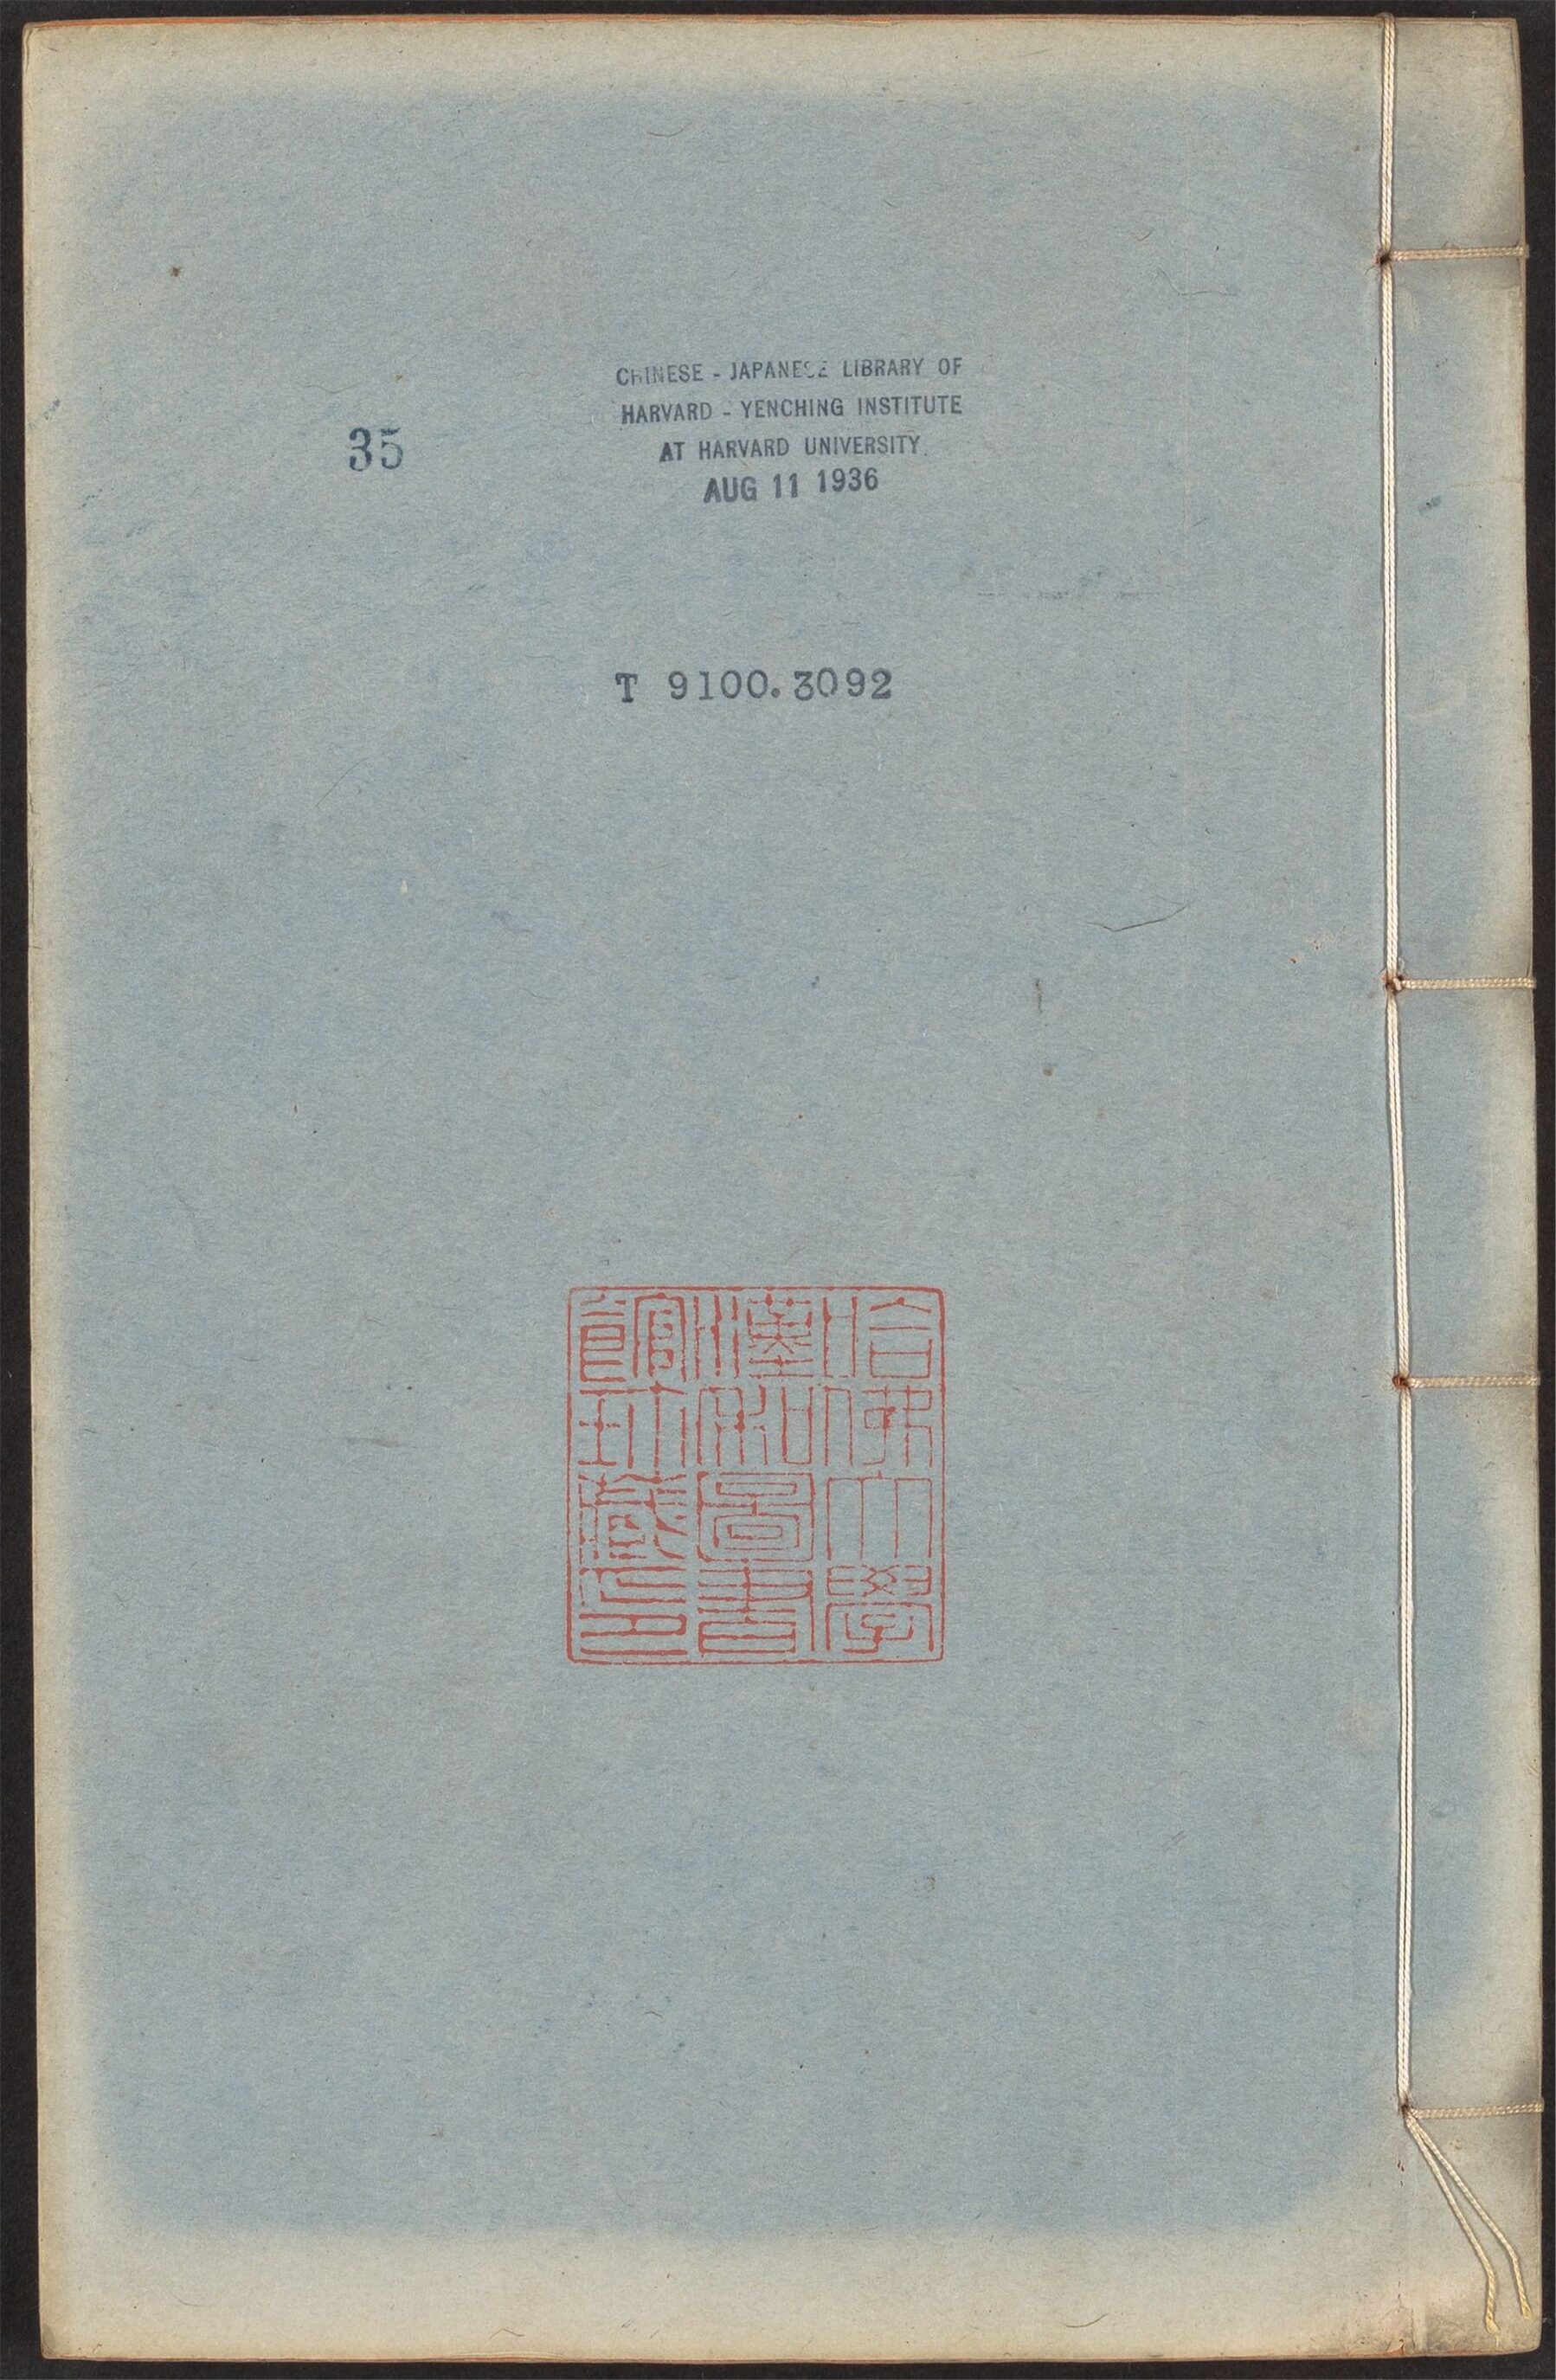 CHINESE - JAPANESE LIBRARY OF
HARVARD - YENCHING INSTITUTE
AT HARVARD UNIVERSITY
AUG 11 1936
35
T 9100.3092
哈佛大學
漢和圖書
館珍藏印